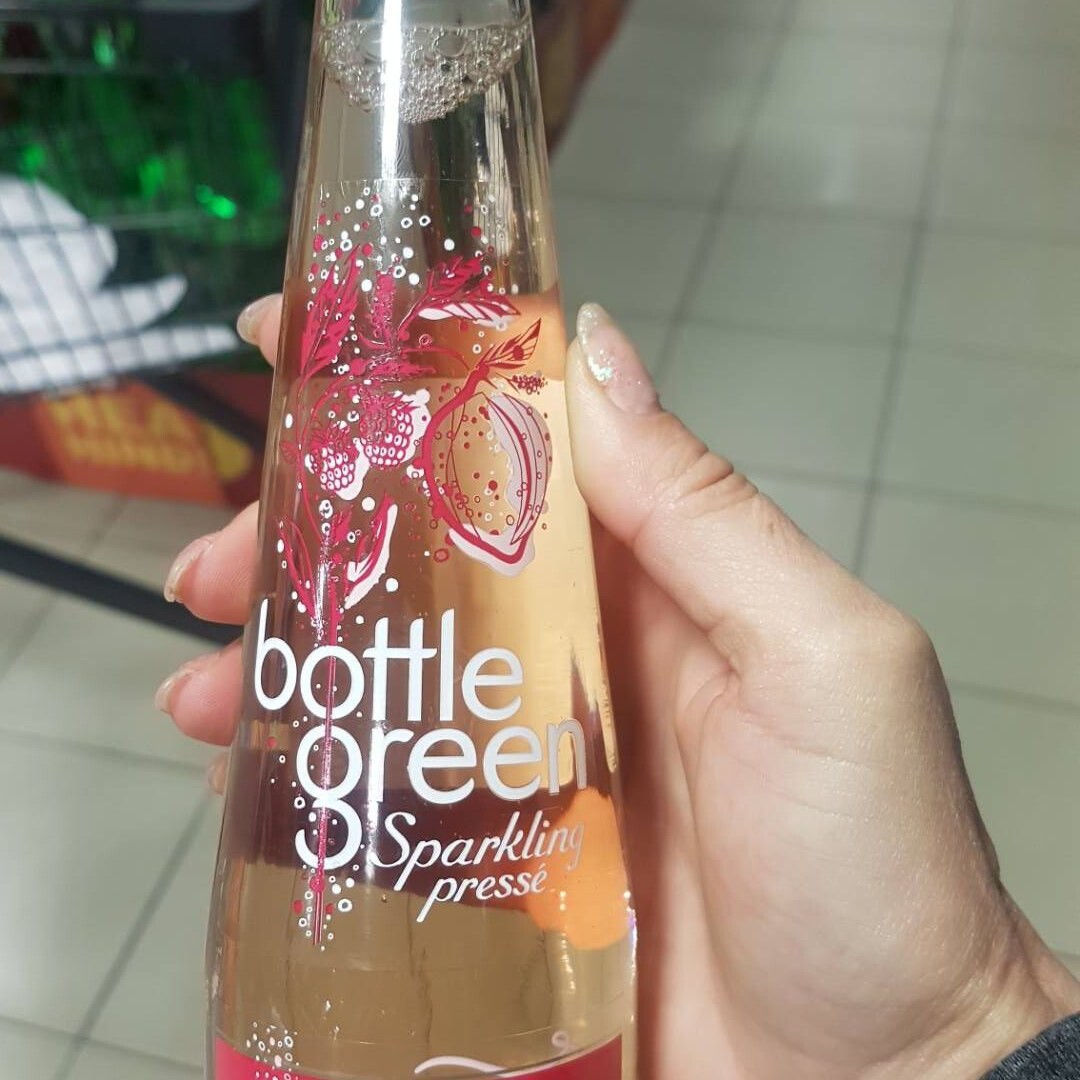 bottle
green
Sparkling
pressé